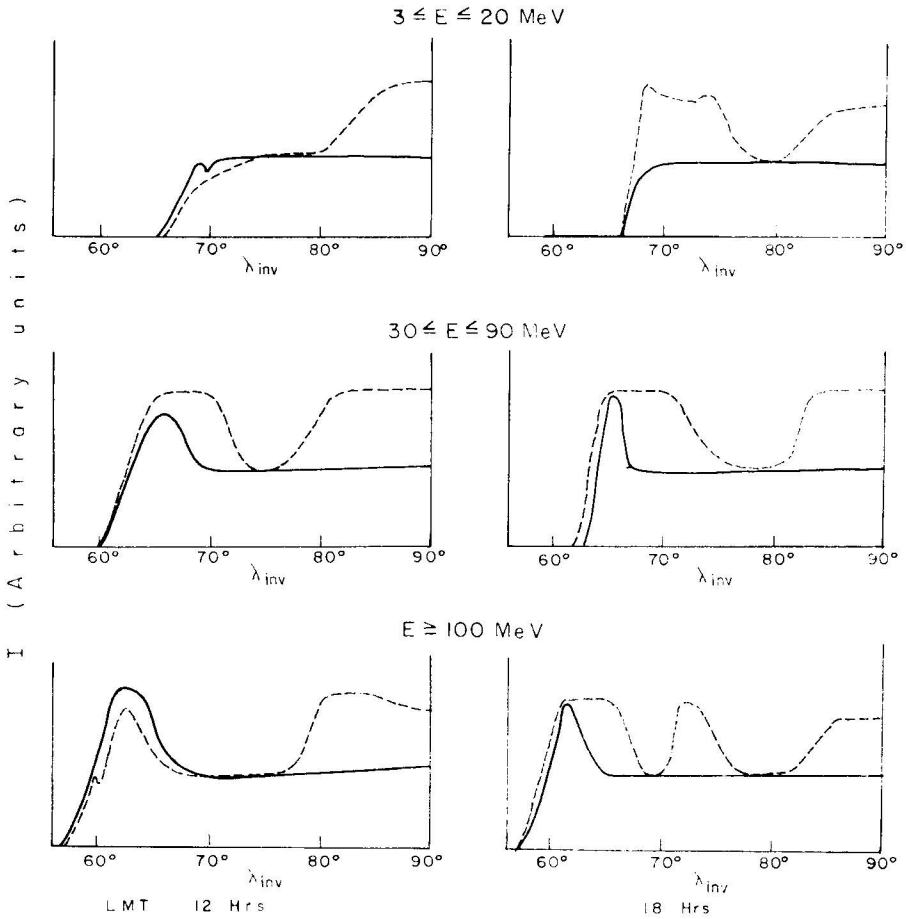 3 ≤ E ≤ 20 MeV
60° 70° 80° 90°
λinv
60° 70° 80° 90°
λinv
30 ≤ E ≤ 90 MeV
60° 70° 80° 90°
λinv
60° 70° 80° 90°
λinv
E ≥ 100 MeV
60° 70° 80° 90°
λinv
60° 70° 80° 90°
λinv
I (Arbitrary units)
LMT 12 Hrs
18 Hrs